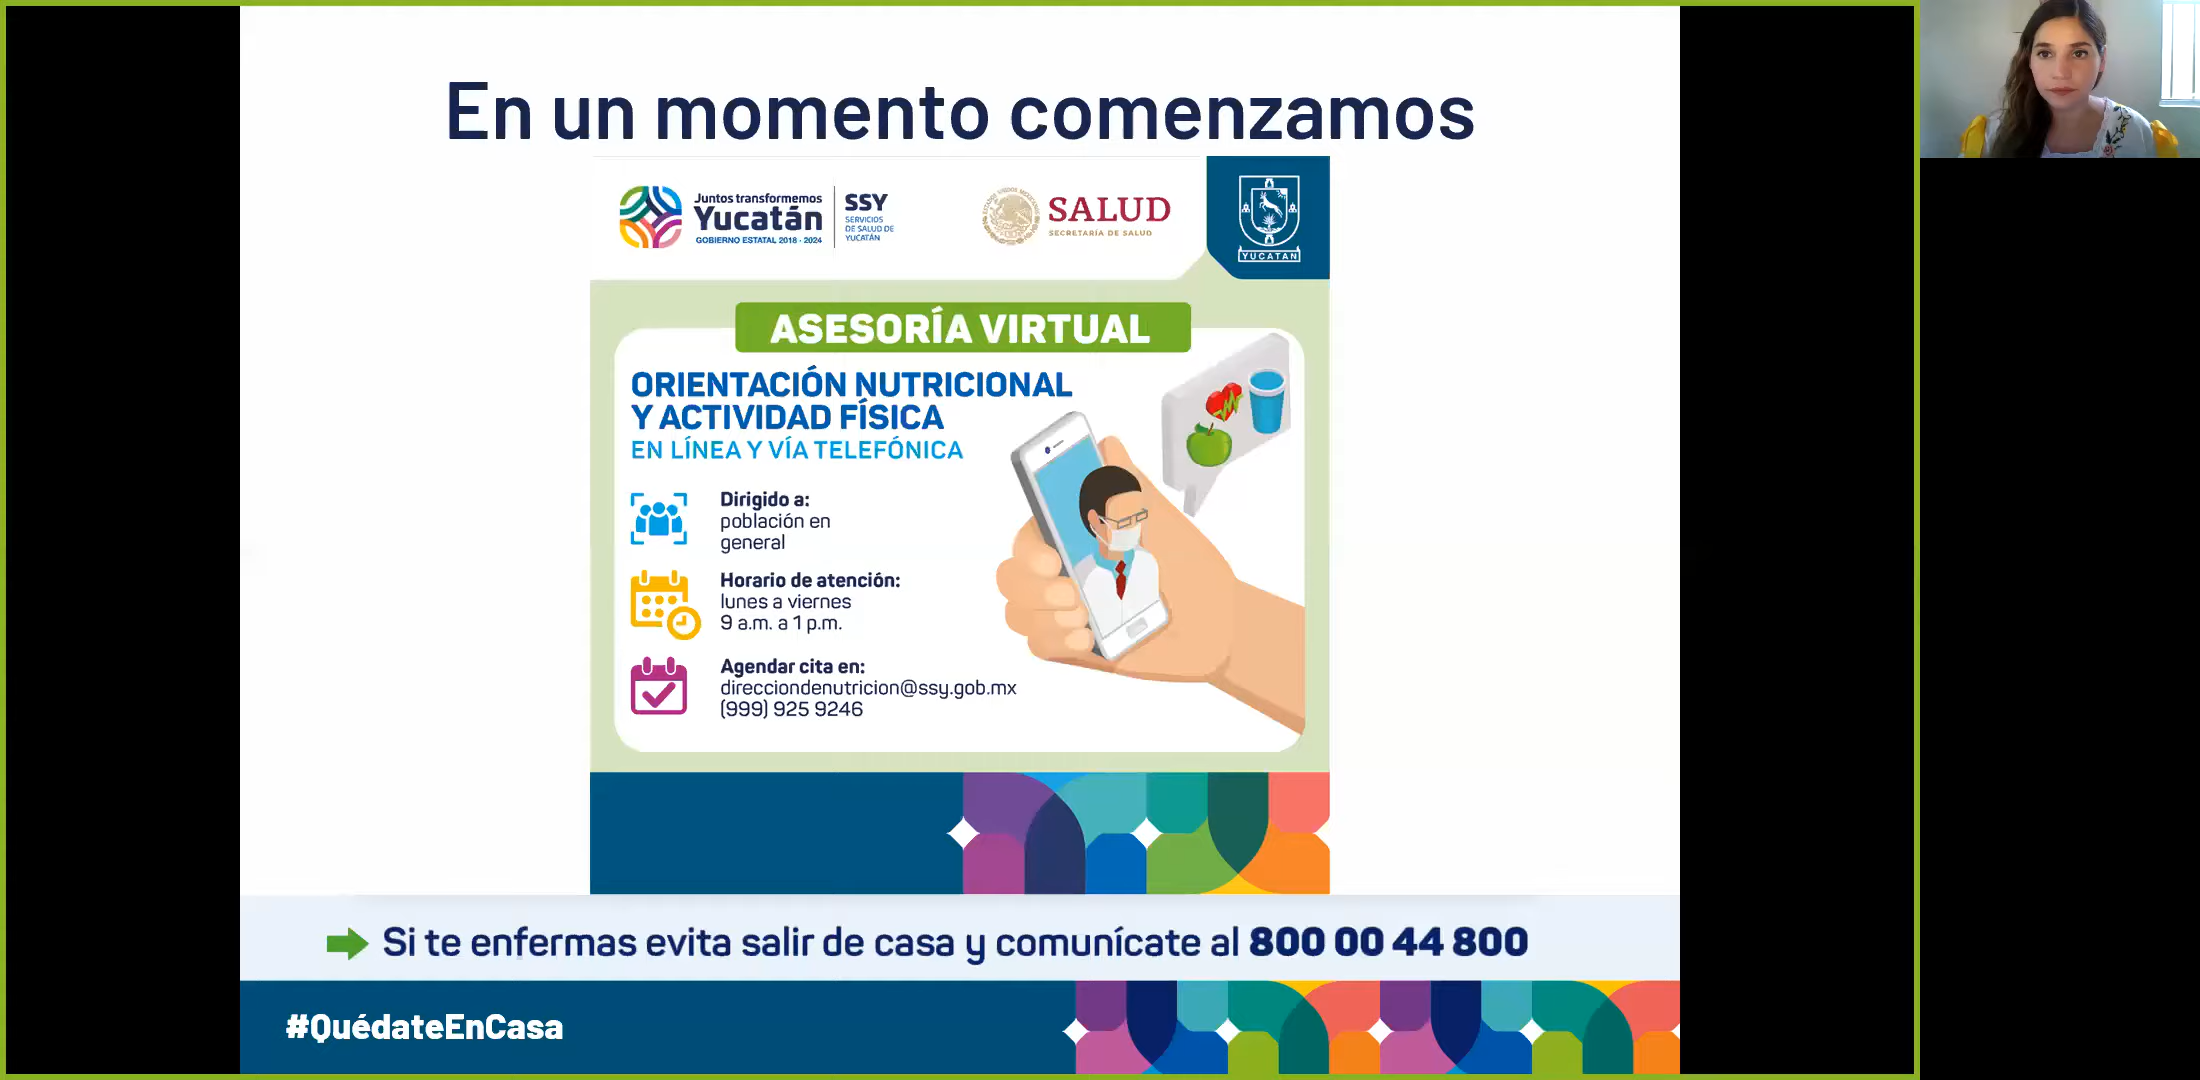 En un momento comenzamos
Juntos transformemos
Yucatán
GOBIERNO ESTATAL 2018 - 2024
SSY
SERVICIOS
DE SALUD DE
YUCATÁN
ESTADOS UNIDOS MEXICANOS
SALUD
SECRETARÍA DE SALUD
YUCATAN
ASESORÍA VIRTUAL
ORIENTACIÓN NUTRICIONAL
Y ACTIVIDAD FÍSICA
EN LÍNEA Y VÍA TELEFÓNICA
Dirigido a:
población en
general
Horario de atención:
lunes a viernes
9 a.m. a 1 p.m.
Agendar cita en:
direcciondenutricion@ssy.gob.mx
(999) 925 9246
Si te enfermas evita salir de casa y comunícate al 800 00 44 800
#QuédateEnCasa